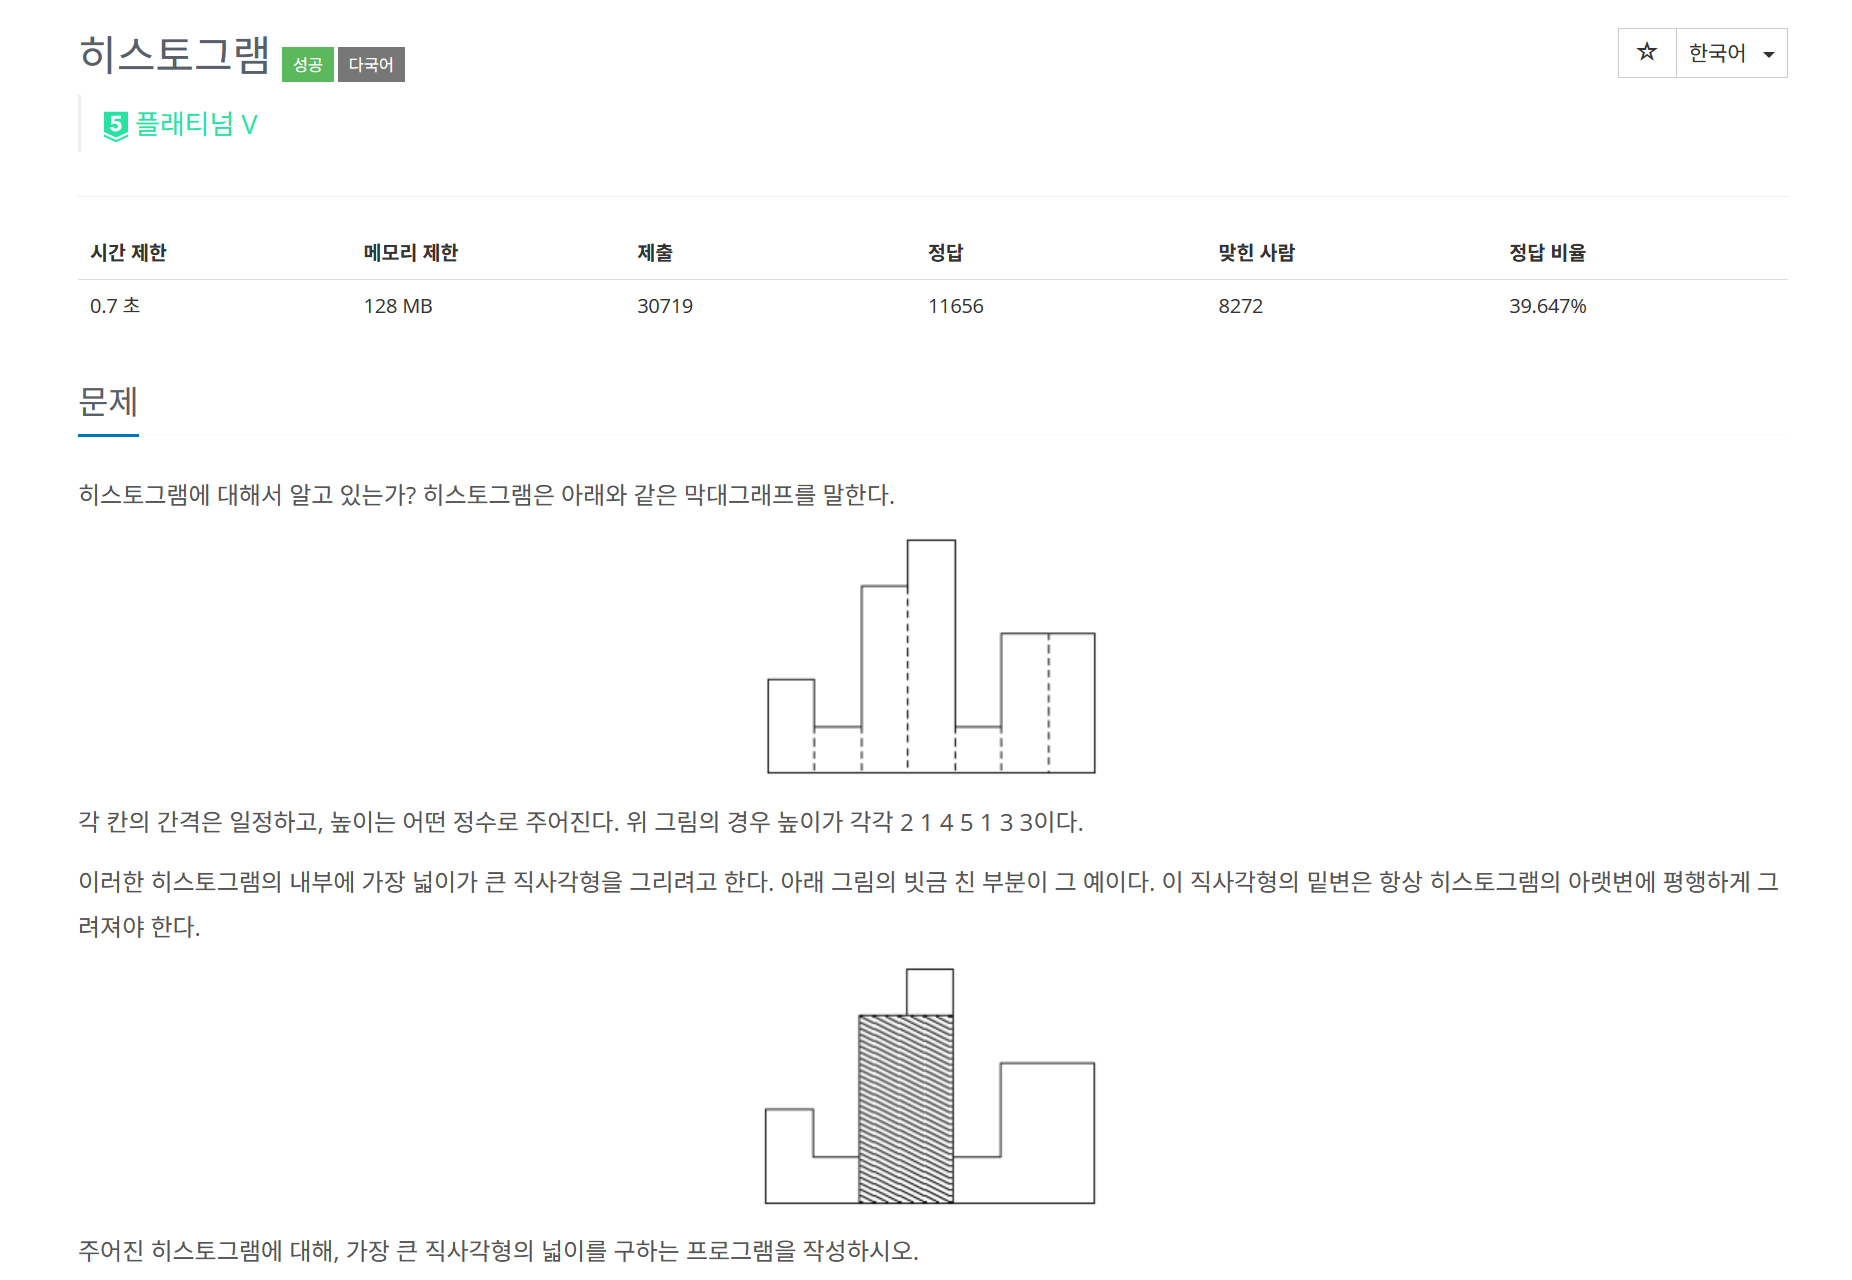 히스토그램 성공 다국어
☆ 한국어
5 플래티넘 V
시간 제한 메모리 제한 제출 정답 맞힌 사람 정답 비율
0.7 초 128 MB 30719 11656 8272 39.647%
문제
히스토그램에 대해서 알고 있는가? 히스토그램은 아래와 같은 막대그래프를 말한다.
각 칸의 간격은 일정하고, 높이는 어떤 정수로 주어진다. 위 그림의 경우 높이가 각각 2 1 4 5 1 3 3이다.
이러한 히스토그램의 내부에 가장 넓이가 큰 직사각형을 그리려고 한다. 아래 그림의 빗금 친 부분이 그 예이다. 이 직사각형의 밑변은 항상 히스토그램의 아랫변에 평행하게 그
려져야 한다.
주어진 히스토그램에 대해, 가장 큰 직사각형의 넓이를 구하는 프로그램을 작성하시오.